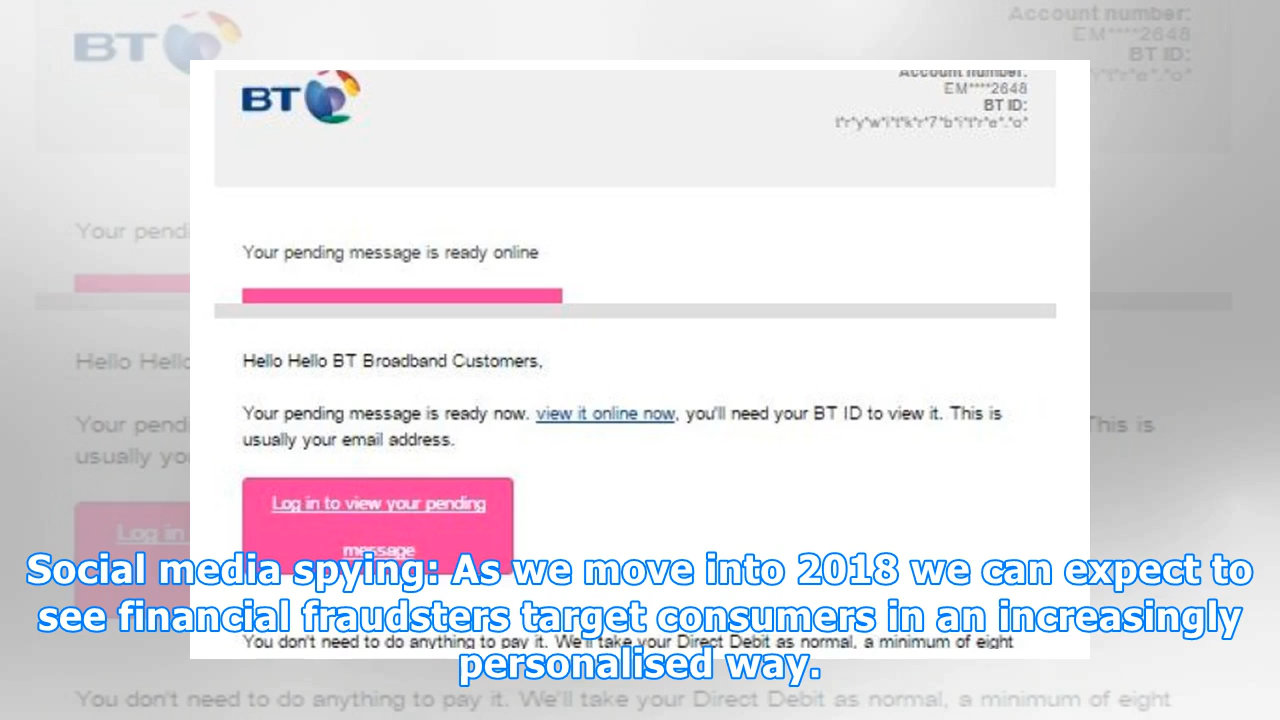 BT
Account number:
EM****2648
BT ID:
t*r*y*w*i*t*k*r*7*b*i*t*r*e*.*o*
Your pending message is ready online
Hello Hello BT Broadband Customers,
Your pending message is ready now. view it online now, you'll need your BT ID to view it. This is
usually your email address.
Log in to view your pending
message
You don't need to do anything to pay it. We'll take your Direct Debit as normal, a minimum of eight
Social media spying: As we move into 2018 we can expect to
see financial fraudsters target consumers in an increasingly
personalised way.